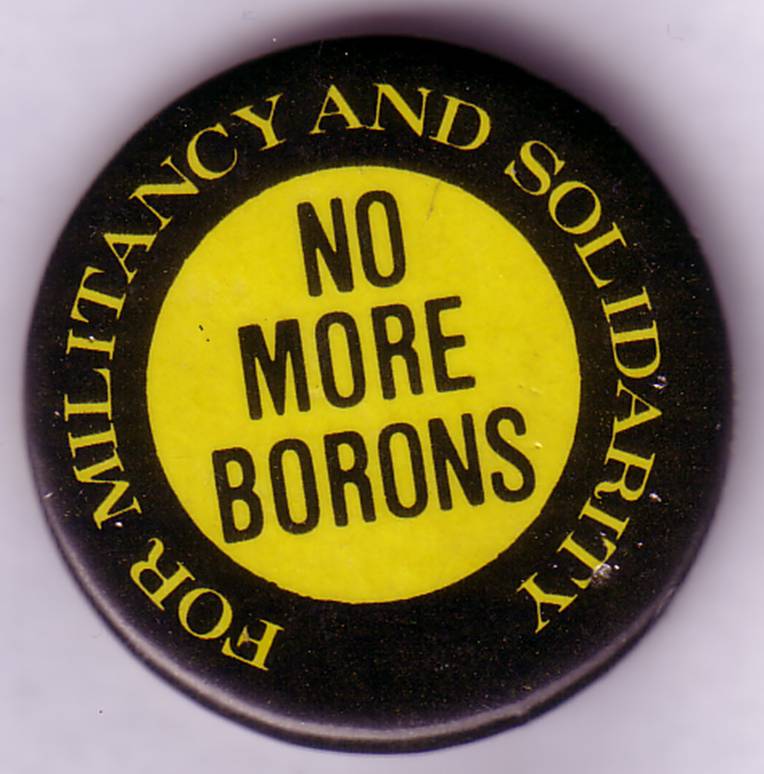 FOR MILITANCY AND SOLIDARITY
NO
MORE
BORONS